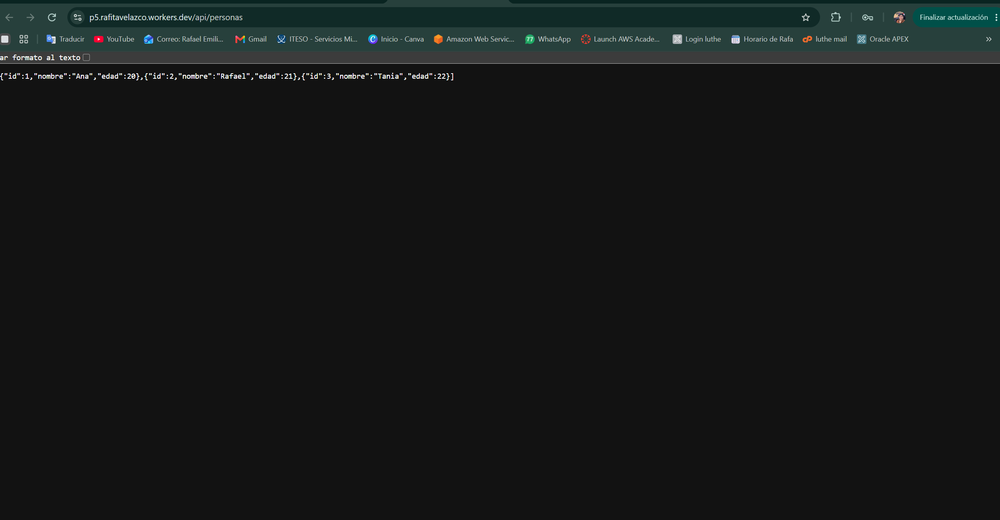 p5.rafitavelazco.workers.dev/api/personas
Finalizar actualización
Traducir YouTube Correo: Rafael Emili... Gmail ITESO - Servicios Mi... Inicio - Canva Amazon Web Servic... 77 WhatsApp Launch AWS Acade... Login luthe Horario de Rafa cP luthe mail Oracle APEX
ar formato al texto
{"id":1,"nombre":"Ana","edad":20},{"id":2,"nombre":"Rafael","edad":21},{"id":3,"nombre":"Tania","edad":22}]